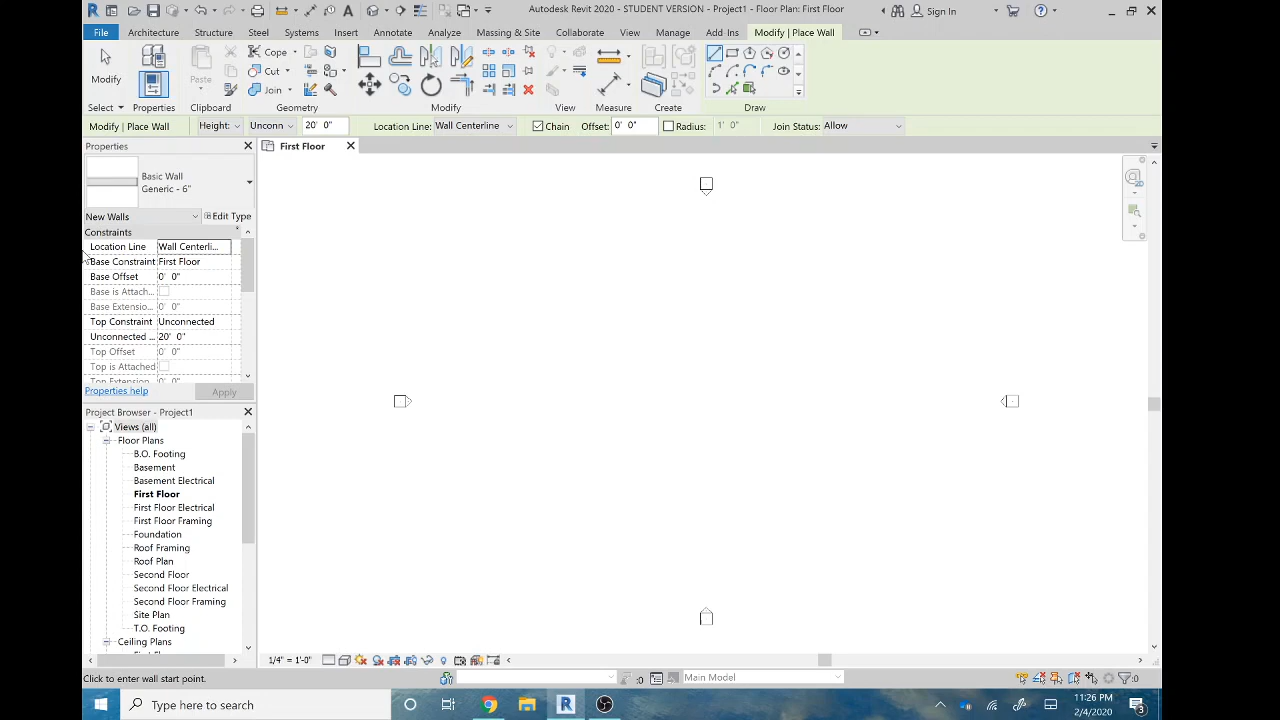 Autodesk Revit 2020 - STUDENT VERSION - Project1 - Floor Plan: First Floor
Sign In
File Architecture Structure Steel Systems Insert Annotate Analyze Massing & Site Collaborate View Manage Add-Ins Modify | Place Wall
Modify Paste Cope Cut Join
Select Properties Clipboard Geometry Modify View Measure Create Draw
Modify | Place Wall Height: Unconn 20' 0" Location Line: Wall Centerline Chain Offset: 0' 0" Radius: 1' 0" Join Status: Allow
Properties
First Floor
Basic Wall
Generic - 6"
New Walls Edit Type
Constraints
Location Line Wall Centerli...
Base Constraint First Floor
Base Offset 0' 0"
Base is Attach...
Base Extensio... 0' 0"
Top Constraint Unconnected
Unconnected ... 20' 0"
Top Offset 0' 0"
Top is Attached
Top Extension 0' 0"
Properties help Apply
Project Browser - Project1
Views (all)
Floor Plans
B.O. Footing
Basement
Basement Electrical
First Floor
First Floor Electrical
First Floor Framing
Foundation
Roof Framing
Roof Plan
Second Floor
Second Floor Electrical
Second Floor Framing
Site Plan
T.O. Footing
Ceiling Plans
1/4" = 1'-0"
Click to enter wall start point.
:0
Main Model
:0
Type here to search
11:26 PM
2/4/2020
3